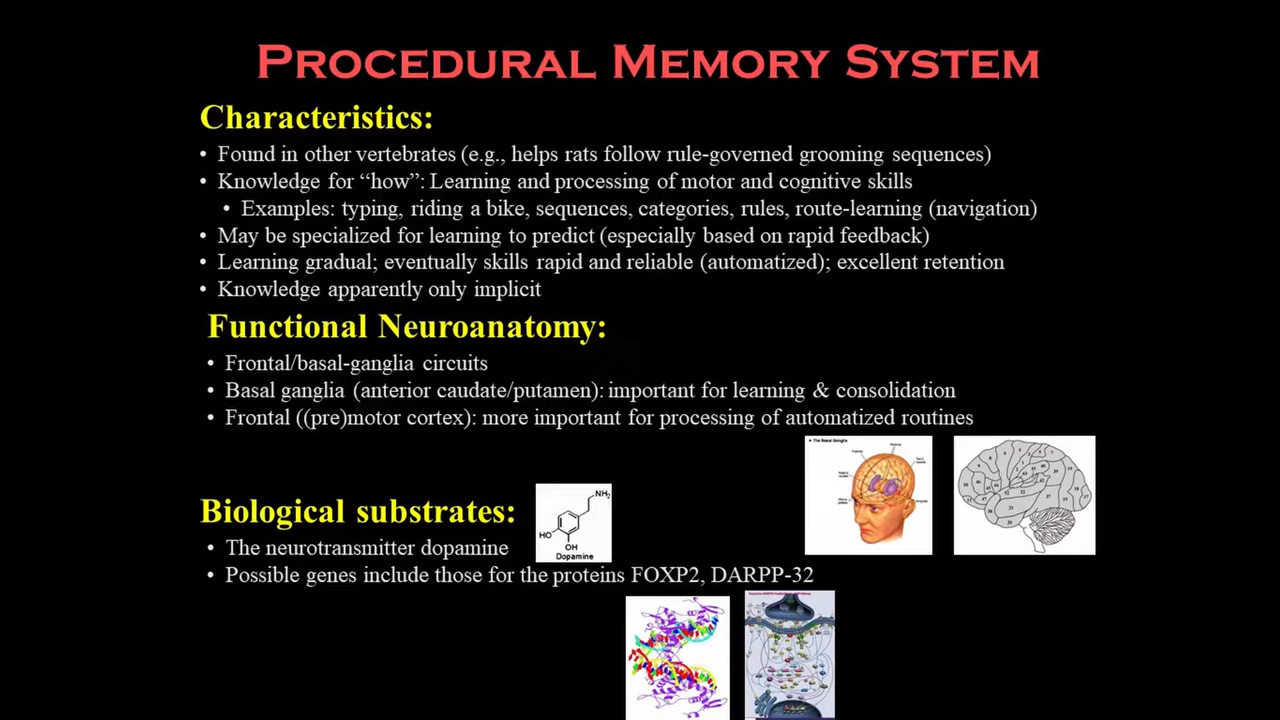 PROCEDURAL MEMORY SYSTEM
Characteristics:
• Found in other vertebrates (e.g., helps rats follow rule-governed grooming sequences)
• Knowledge for “how”: Learning and processing of motor and cognitive skills
• Examples: typing, riding a bike, sequences, categories, rules, route-learning (navigation)
• May be specialized for learning to predict (especially based on rapid feedback)
• Learning gradual; eventually skills rapid and reliable (automatized); excellent retention
• Knowledge apparently only implicit
Functional Neuroanatomy:
• Frontal/basal-ganglia circuits
• Basal ganglia (anterior caudate/putamen): important for learning & consolidation
• Frontal ((pre)motor cortex): more important for processing of automatized routines
The Basal Ganglia
Biological substrates:
NH₂
HO
OH
Dopamine
• The neurotransmitter dopamine
• Possible genes include those for the proteins FOXP2, DARPP-32